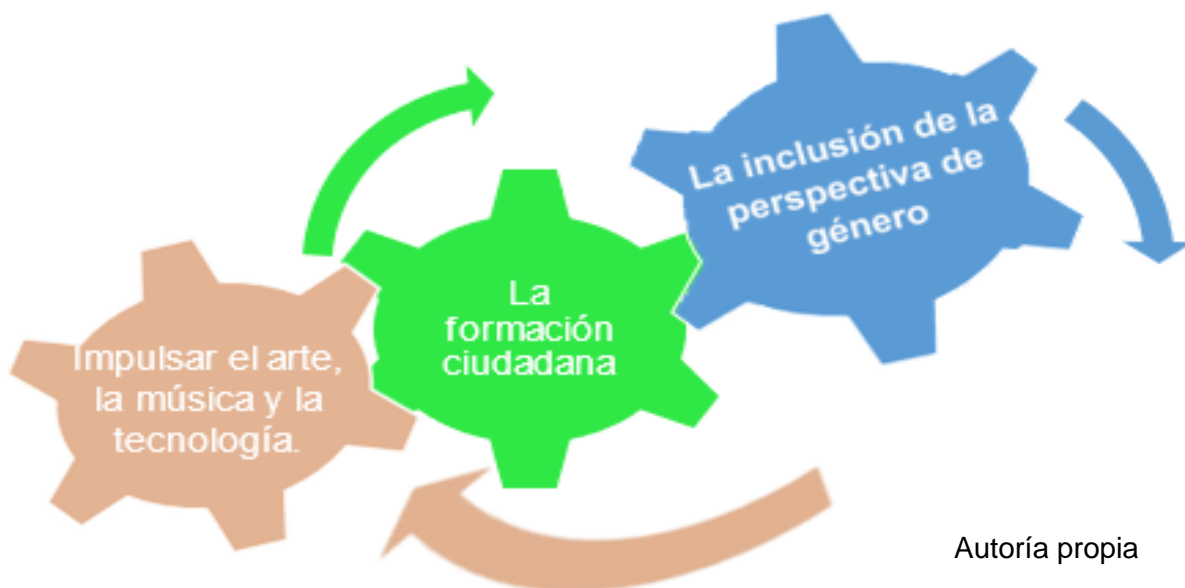 Impulsar el arte,
la música y la
tecnología.
La
formación
ciudadana
La inclusión de la
perspectiva de
género
Autoría propia